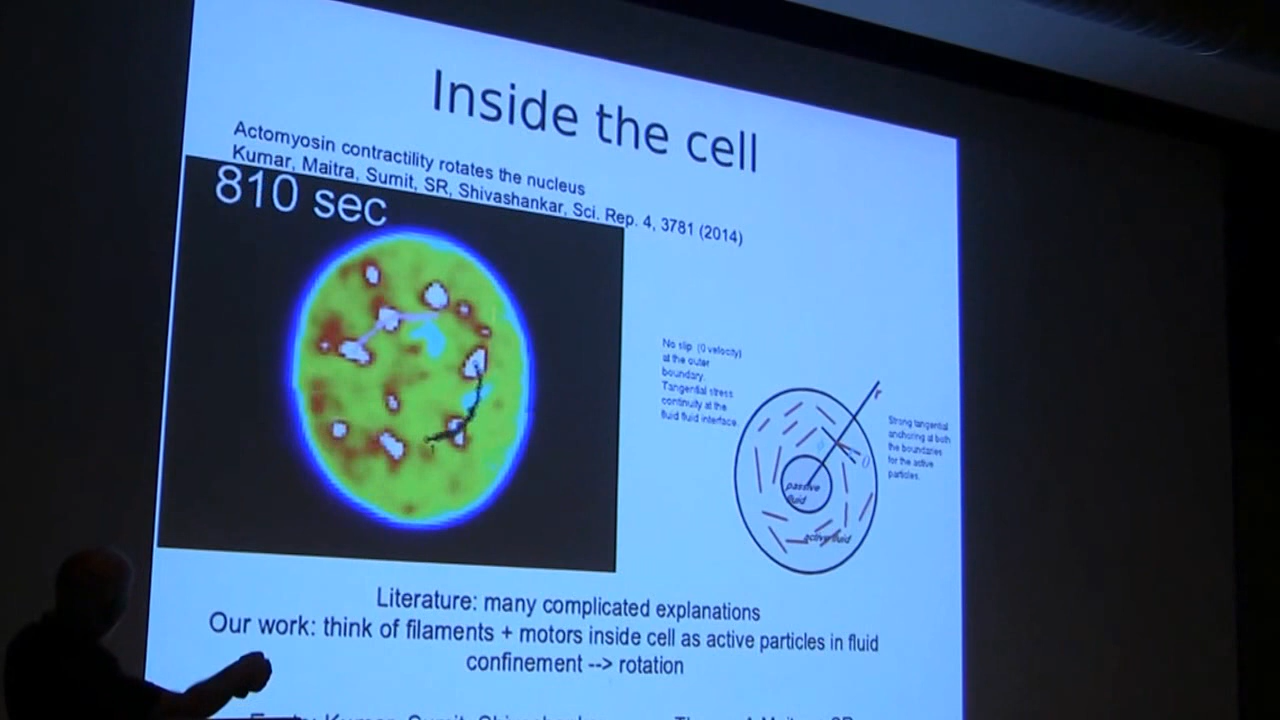 Inside the cell
Actomyosin contractility rotates the nucleus
Kumar, Maitra, Sumit, SR, Shivashankar, Sci. Rep. 4, 3781 (2014)
810 sec
No slip (0 velocity)
at the outer
boundary.
Tangential stress
continuity at the
fluid fluid interface.
r
Strong tangential
anchoring at both
the boundaries
for the active
particles.
passive
fluid
active fluid
Literature: many complicated explanations
Our work: think of filaments + motors inside cell as active particles in fluid
confinement --> rotation